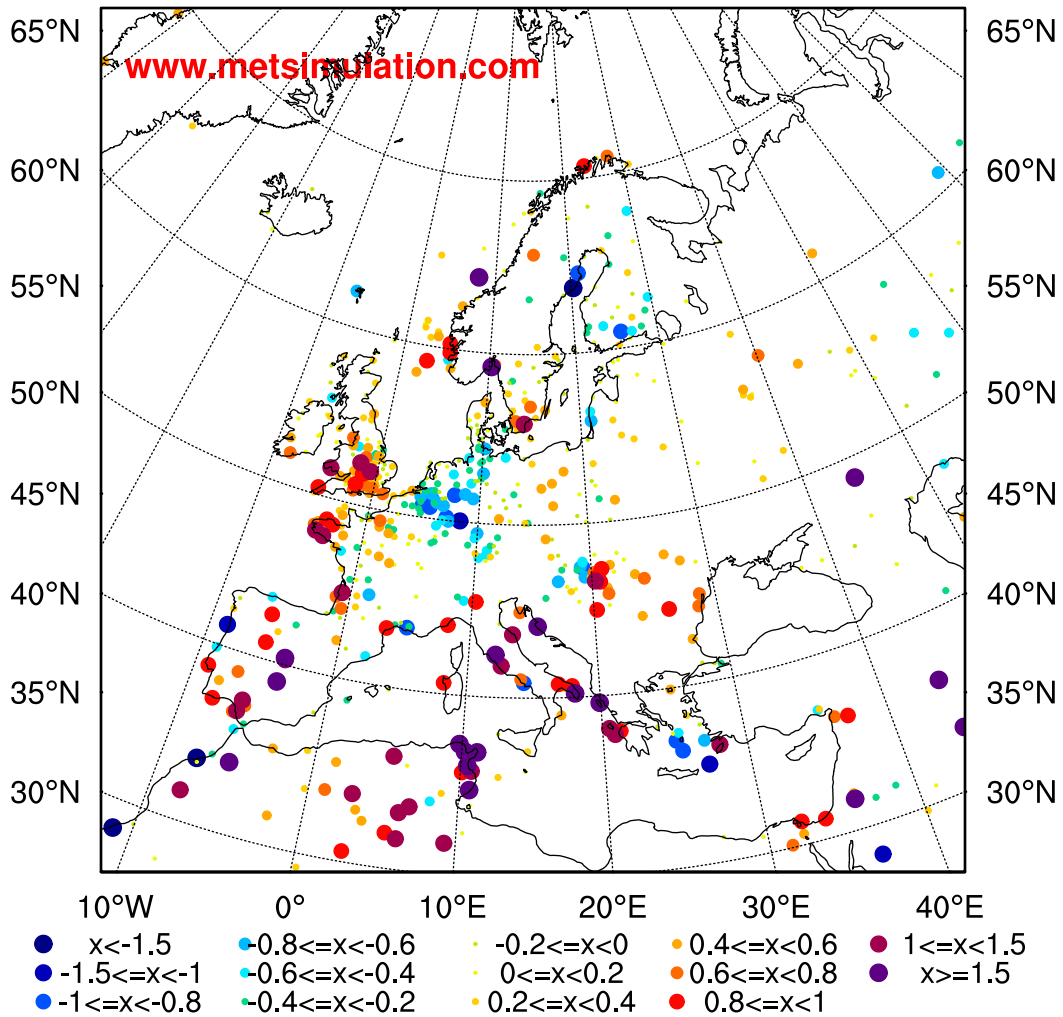 65°N 65°N
www.metsimulation.com
60°N 60°N
55°N 55°N
50°N 50°N
45°N 45°N
40°N 40°N
35°N 35°N
30°N 30°N
10°W 0° 10°E 20°E 30°E 40°E
x<-1.5 -0.8<=x<-0.6 -0.2<=x<0 0.4<=x<0.6 1<=x<1.5
-1.5<=x<-1 -0.6<=x<-0.4 0<=x<0.2 0.6<=x<0.8 x>=1.5
-1<=x<-0.8 -0.4<=x<-0.2 0.2<=x<0.4 0.8<=x<1